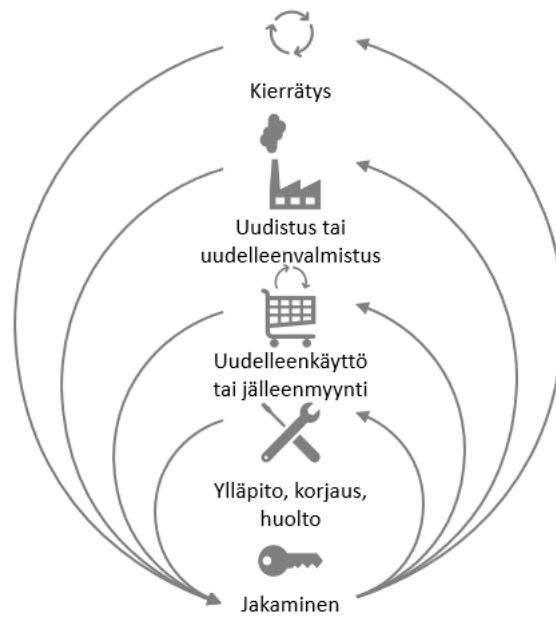 Kierrätys
Uudistus tai
uudelleenvalmistus
Uudelleenkäyttö
tai jälleenmyynti
Ylläpito, korjaus,
huolto
Jakaminen